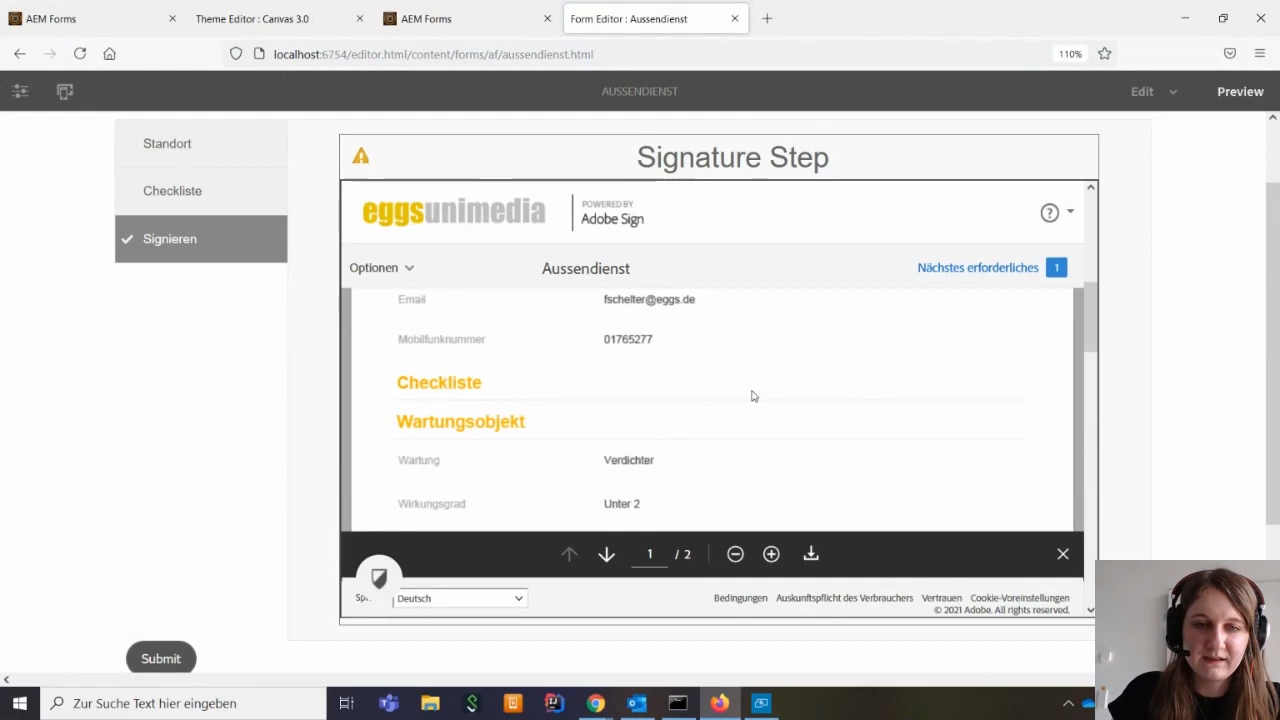 AEM Forms
Theme Editor : Canvas 3.0
AEM Forms
Form Editor : Aussendienst
localhost:6754/editor.html/content/forms/af/aussendienst.html
110%
AUSSENDIENST
Edit
Preview
Standort
Checkliste
Signieren
Signature Step
eggsunimedia
POWERED BY
Adobe Sign
Optionen
Aussendienst
Nächstes erforderliches 1
Email fschelter@eggs.de
Mobilfunknummer 01765277
Checkliste
Wartungsobjekt
Wartung Verdichter
Wirkungsgrad Unter 2
1 / 2
Deutsch
Bedingungen Auskunftspflicht des Verbrauchers Vertrauen Cookie-Voreinstellungen
© 2021 Adobe. All rights reserved.
Submit
Zur Suche Text hier eingeben